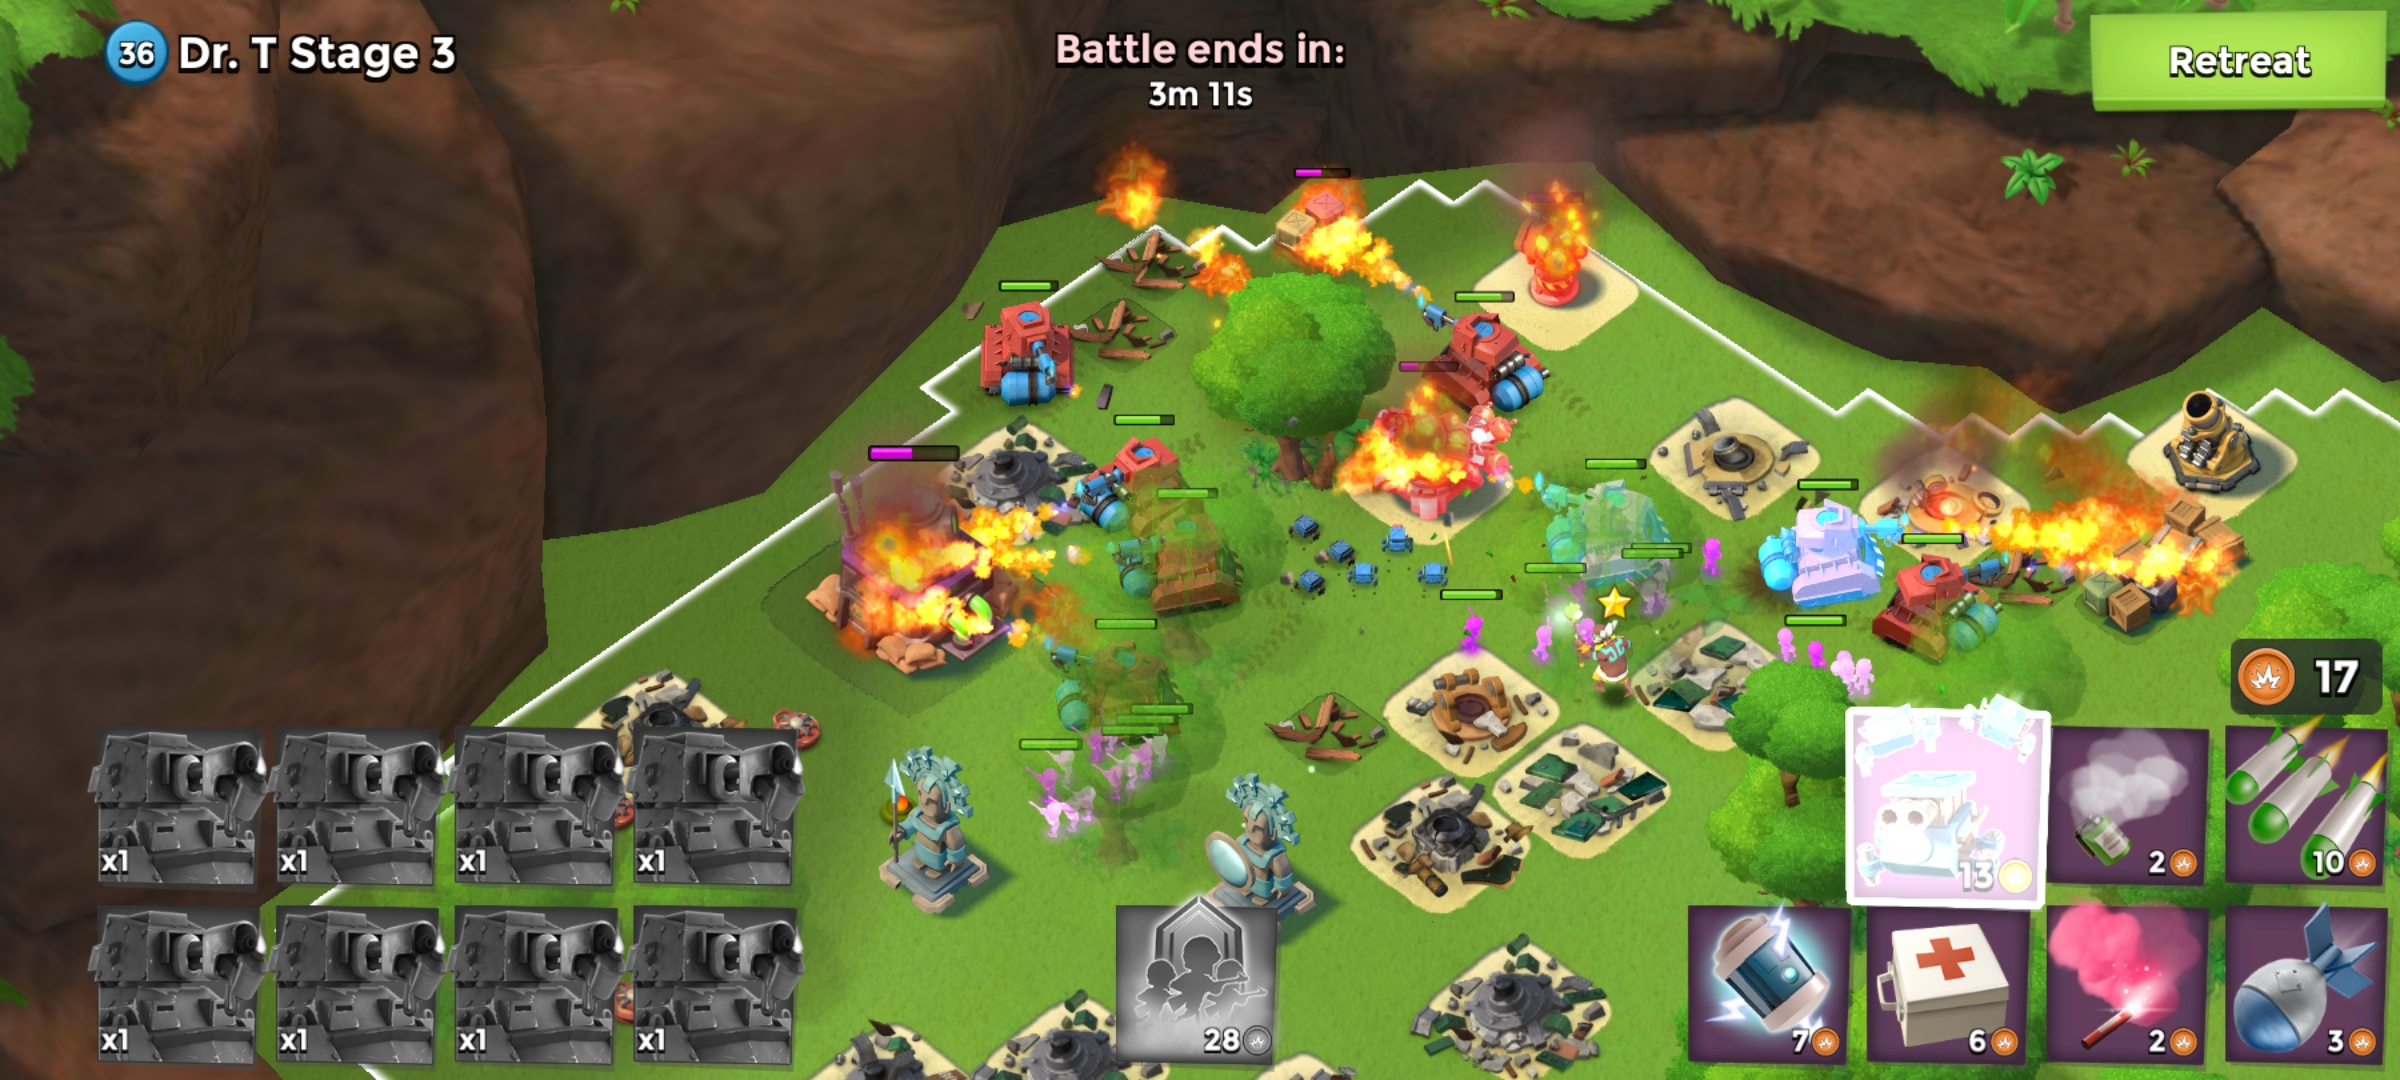 36 Dr. T Stage 3
Battle ends in:
3m 11s
Retreat
17
x1
x1
x1
x1
13
2
10
x1
x1
x1
x1
28
7
6
2
3